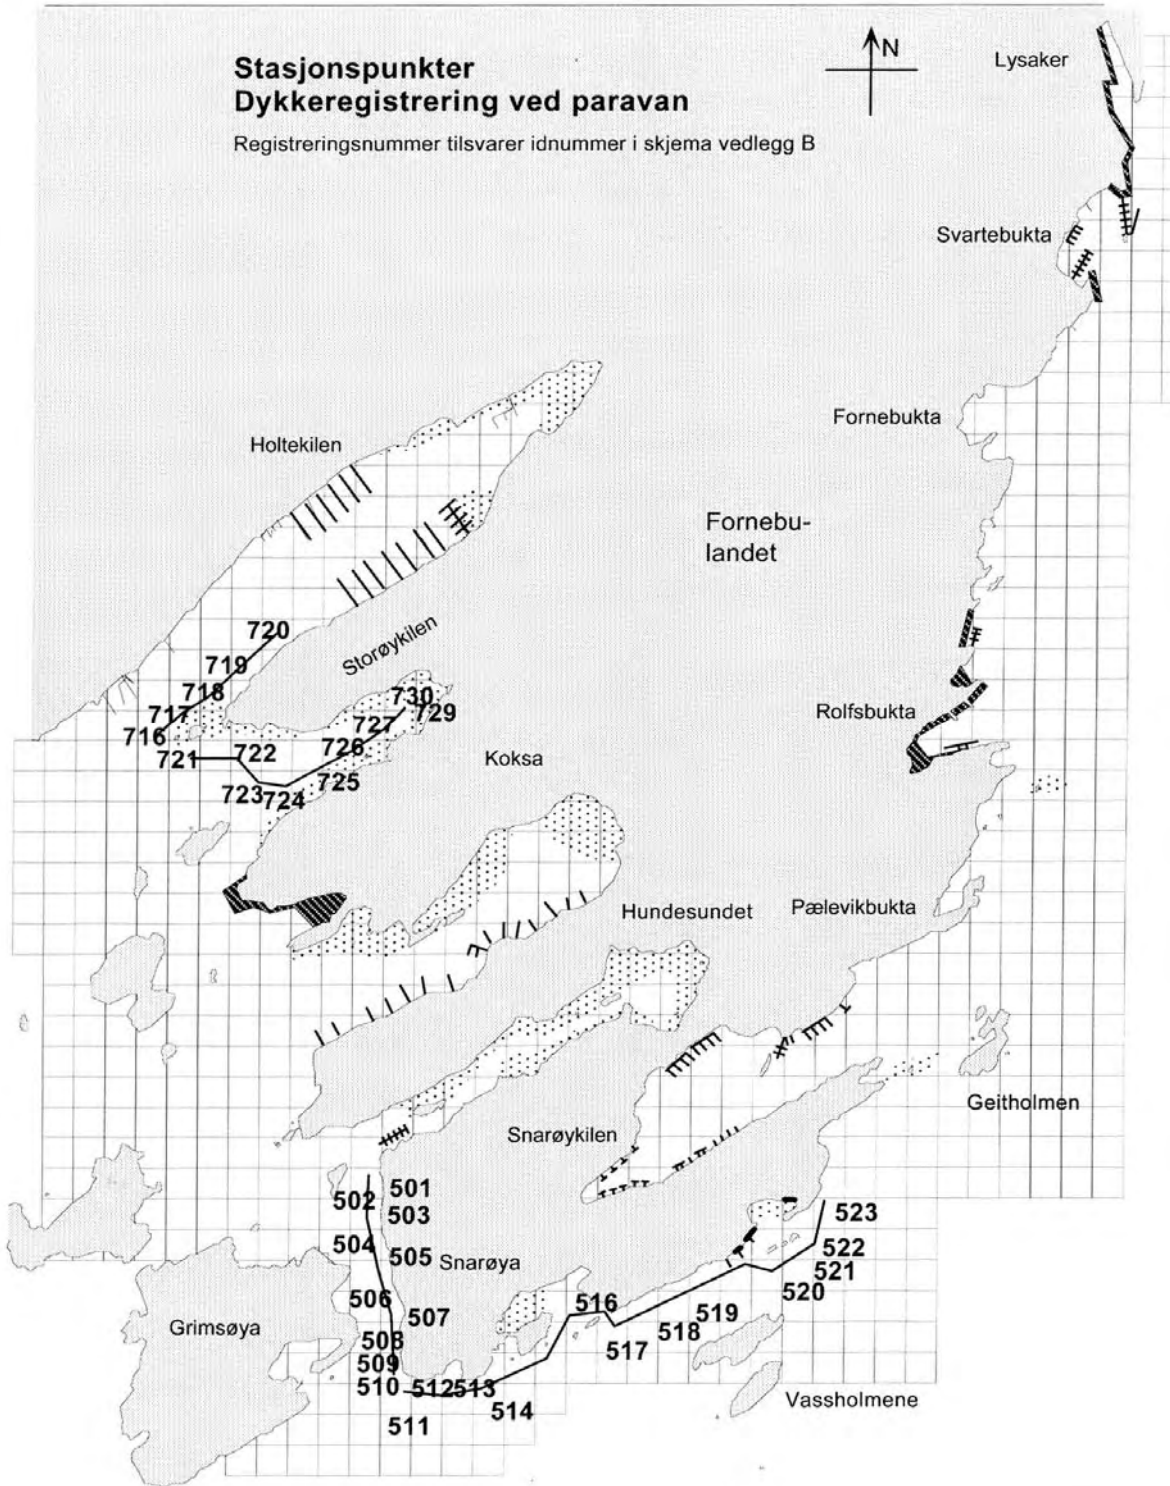 Stasjonspunkter
Dykkeregistrering ved paravan
Registreringsnummer tilsvarer idnummer i skjema vedlegg B
N
Lysaker
Svartebukta
Fornebukta
Holtekilen
Fornebu-
landet
720
719
Storøykilen
718
717
716
730
729
727
726
725
Rolfsbukta
721
722
723
724
Koksa
Hundesundet
Pælevikbukta
Geitholmen
Snarøykilen
501
502
503
504
505
Snarøya
506
507
508
509
510
511
512
513
514
516
517
518
519
520
521
522
523
Grimsøya
Vassholmene